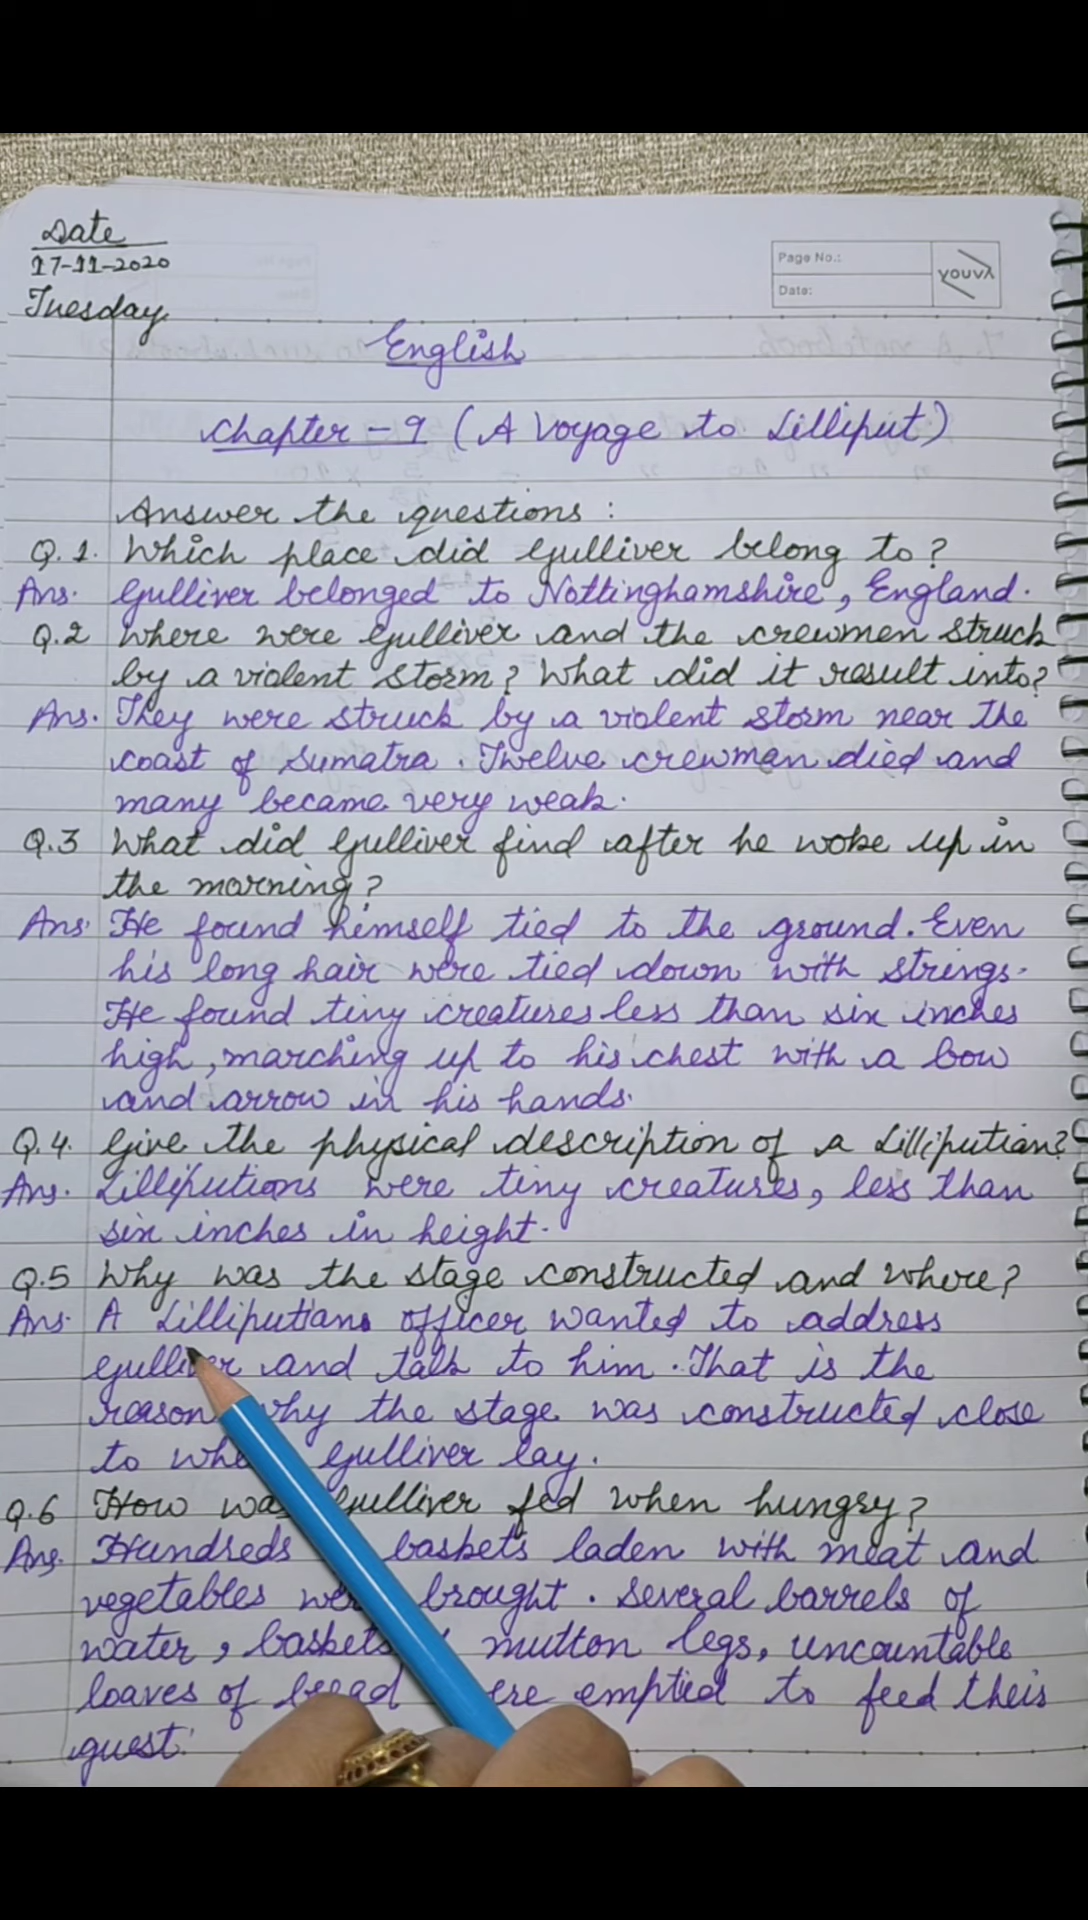 Date
17-11-2020
Tuesday
Page No.:
Date:
youva
English
Chapter - 9 (A Voyage to Lilliput)
Answer the questions :
Q.1. Which place did Gulliver belong to?
Ans. Gulliver belonged to Nottinghamshire, England.
Q.2 Where were Gulliver and the crewmen struck
by a violent storm? What did it result into?
Ans. They were struck by a violent storm near the
coast of Sumatra. Twelve crewmen died and
many became very weak.
Q.3 What did Gulliver find after he woke up in
the morning?
Ans. He found himself tied to the ground. Even
his long hair were tied down with strings.
He found tiny creatures less than six inches
high, marching up to his chest with a bow
and arrow in his hands.
Q.4. Give the physical description of a Lilliputian?
Ans. Lilliputions were tiny creatures, less than
six inches in height.
Q.5 Why was the stage constructed and where?
Ans. A Lilliputian officer wanted to address
Gulliver and talk to him. That is the
reason why the stage was constructed close
to Gulliver lay.
Q.6 How was Gulliver fed when hungry?
Ans. Hundreds baskets laden with meat and
vegetables brought. Several barrels of
water, baskets mutton legs, uncountable
loaves of bread emptied to feed theis
guest.